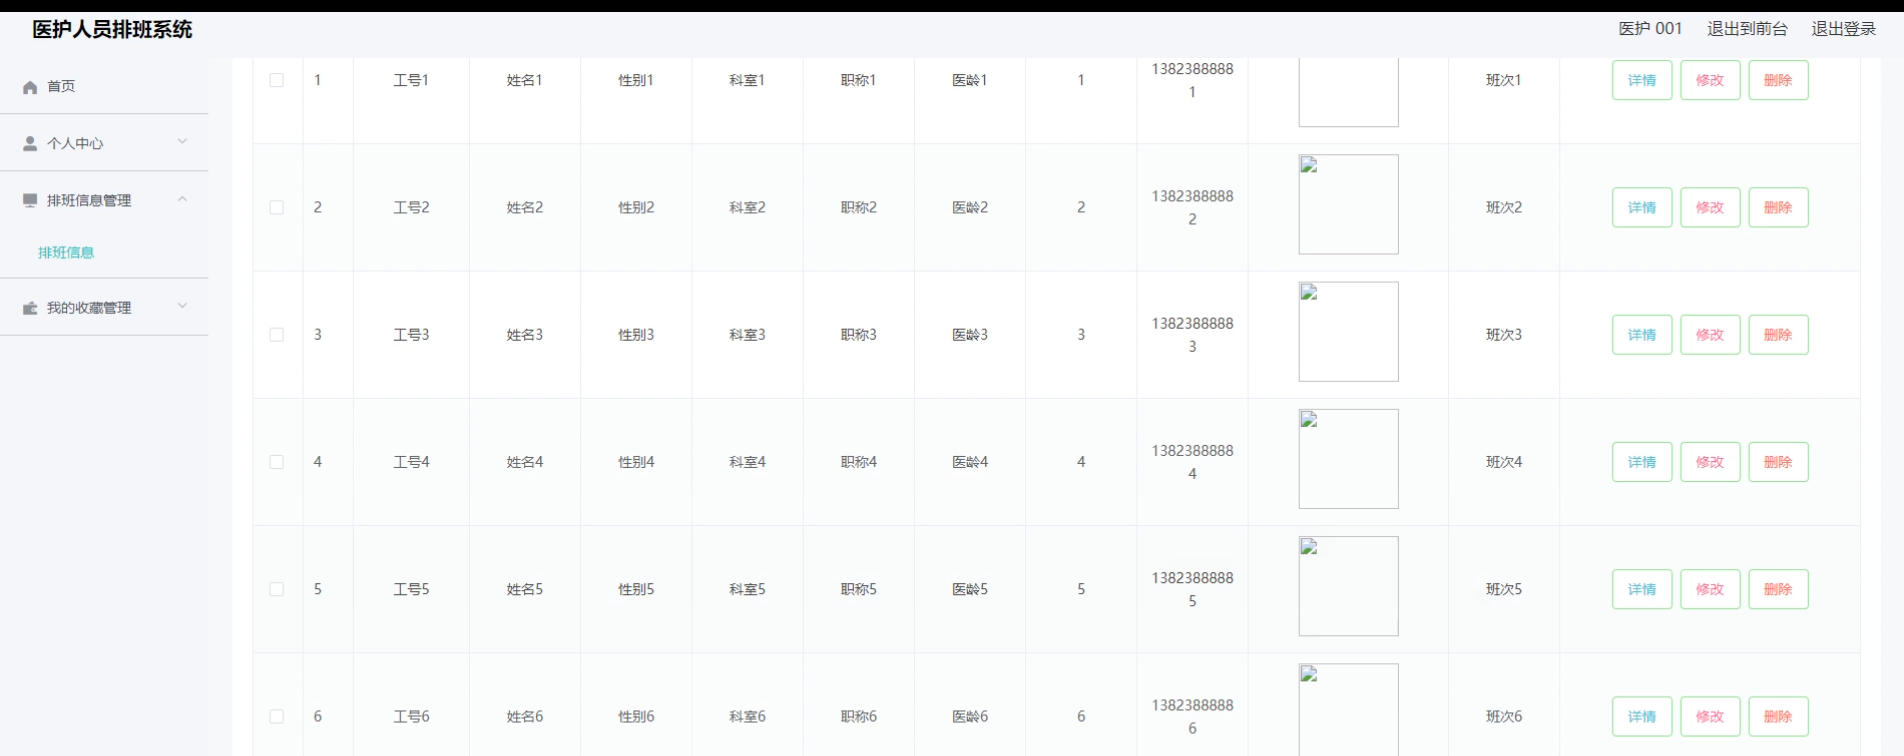 医护人员排班系统
医护 001 退出到前台 退出登录
首页
个人中心
排班信息管理
排班信息
我的收藏管理
1 工号1 姓名1 性别1 科室1 职称1 医龄1 1 13823888881 班次1 详情 修改 删除
2 工号2 姓名2 性别2 科室2 职称2 医龄2 2 13823888882 班次2 详情 修改 删除
3 工号3 姓名3 性别3 科室3 职称3 医龄3 3 13823888883 班次3 详情 修改 删除
4 工号4 姓名4 性别4 科室4 职称4 医龄4 4 13823888884 班次4 详情 修改 删除
5 工号5 姓名5 性别5 科室5 职称5 医龄5 5 13823888885 班次5 详情 修改 删除
6 工号6 姓名6 性别6 科室6 职称6 医龄6 6 13823888886 班次6 详情 修改 删除